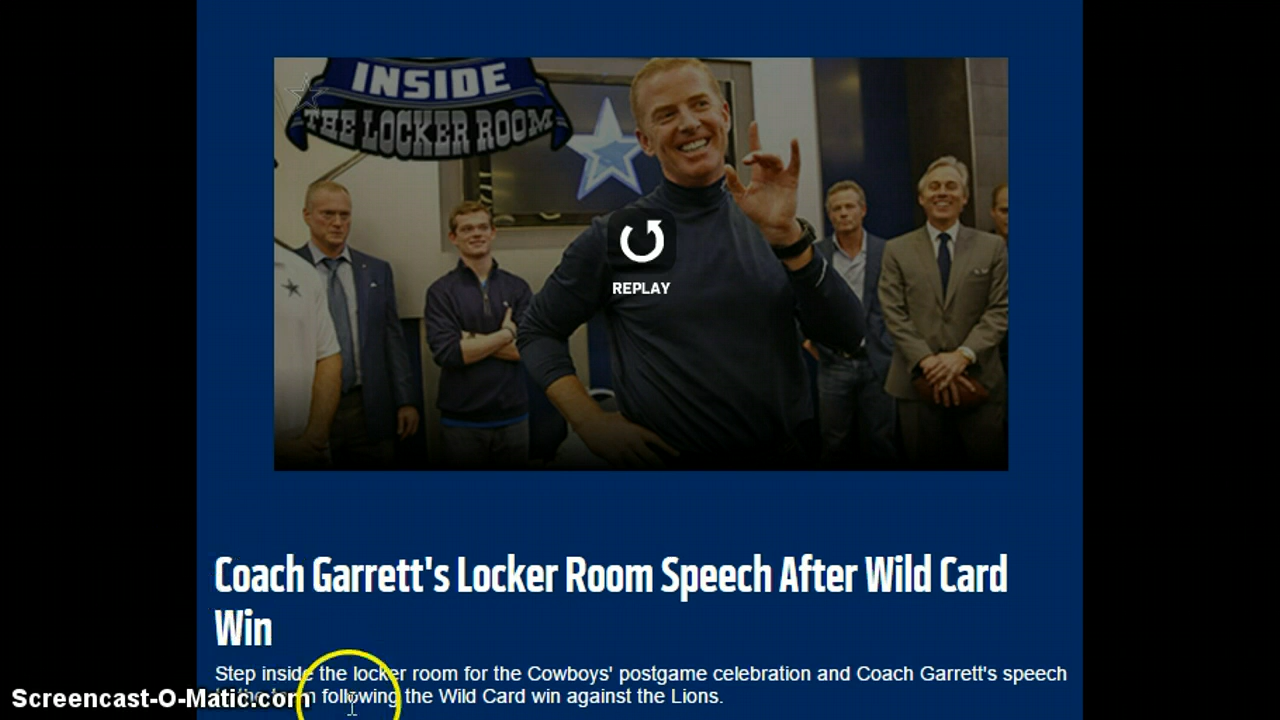 INSIDE
THE LOCKER ROOM
REPLAY
Coach Garrett's Locker Room Speech After Wild Card
Win
Step inside the locker room for the Cowboys' postgame celebration and Coach Garrett's speech
following the Wild Card win against the Lions.
Screencast-O-Matic.com